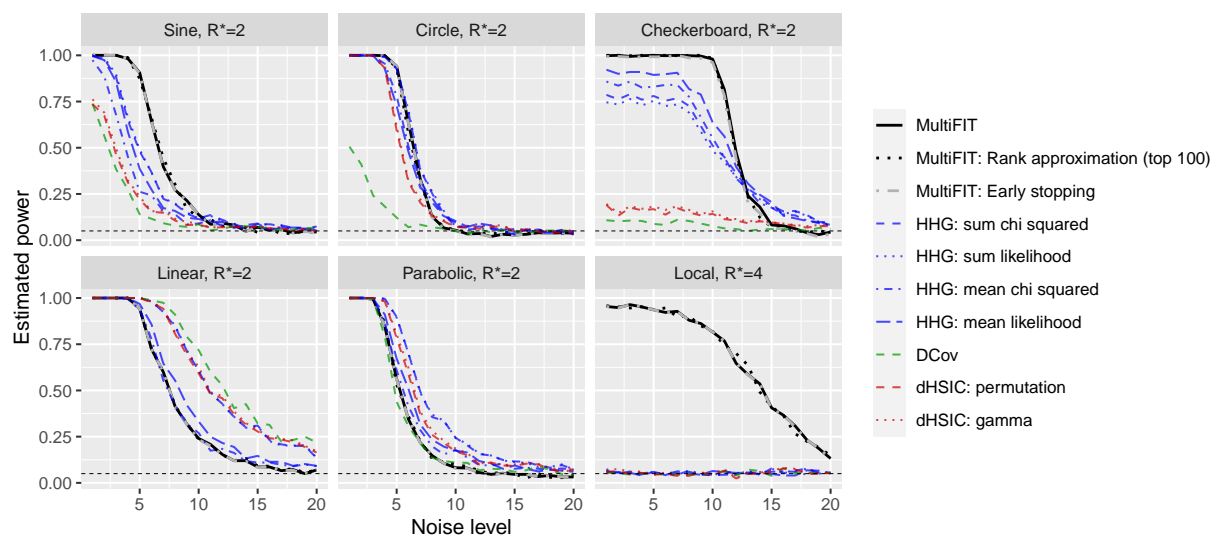 Sine, R*=2
Circle, R*=2
Checkerboard, R*=2
1.00
0.75
0.50
0.25
0.00
Linear, R*=2
Parabolic, R*=2
Local, R*=4
1.00
0.75
0.50
0.25
0.00
5 10 15 20
5 10 15 20
5 10 15 20
Noise level
Estimated power
MultiFIT
MultiFIT: Rank approximation (top 100)
MultiFIT: Early stopping
HHG: sum chi squared
HHG: sum likelihood
HHG: mean chi squared
HHG: mean likelihood
DCov
dHSIC: permutation
dHSIC: gamma